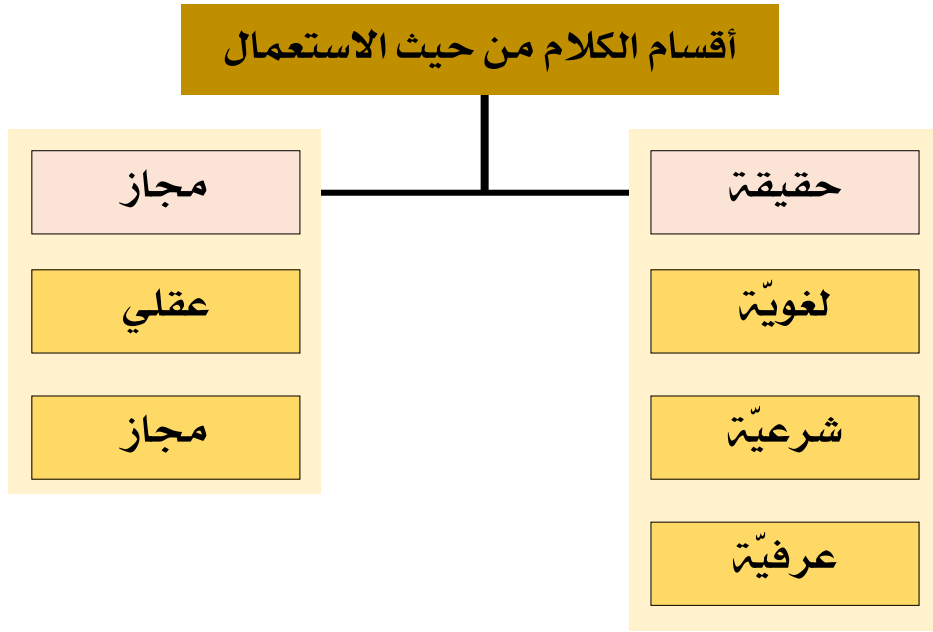 أقسام الكلام من حيث الاستعمال
حقيقة
لغويّة
شرعيّة
عرفيّة
مجاز
عقلي
مجاز